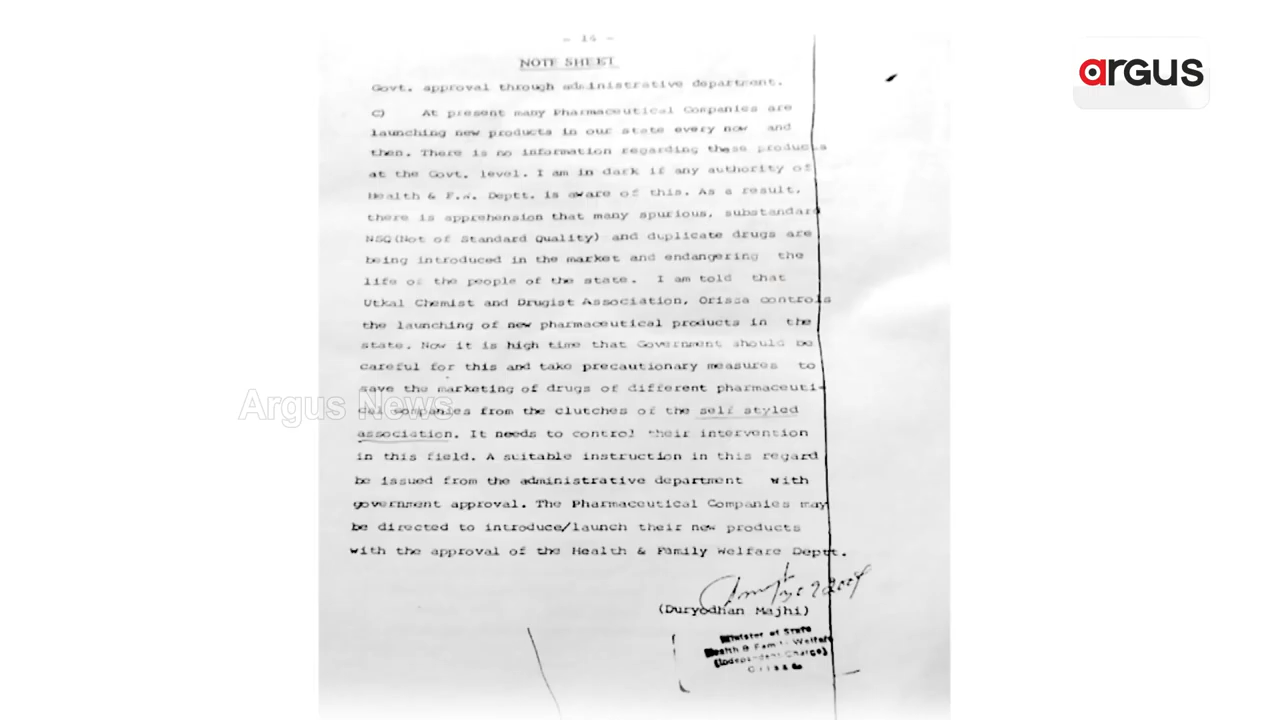 - 14 -
NOTE SHEET
argus
Govt. approval through administrative department.
C) At present many Pharmaceutical Companies are
launching new products in our state every now and
then. There is no information regarding these products
at the Govt. level. I am in dark if any authority of
Health & F.W. Deptt. is aware of this. As a result,
there is apprehension that many spurious, substandard
NSQ(Not of Standard Quality) and duplicate drugs are
being introduced in the market and endangering the
life of the people of the state. I am told that
Utkal Chemist and Drugist Association, Orissa controls
the launching of new pharmaceutical products in the
state. Now it is high time that Government should be
careful for this and take precautionary measures to
save the marketing of drugs of different pharmaceuti-
cal companies from the clutches of the self styled
Argus News
association. It needs to control their intervention
in this field. A suitable instruction in this regard
be issued from the administrative department with
government approval. The Pharmaceutical Companies may
be directed to introduce/launch their new products
with the approval of the Health & Family Welfare Deptt.
(Duryodhan Majhi)
Minister of State
Health & Family Welfare
(Independent Charge)
Orissa